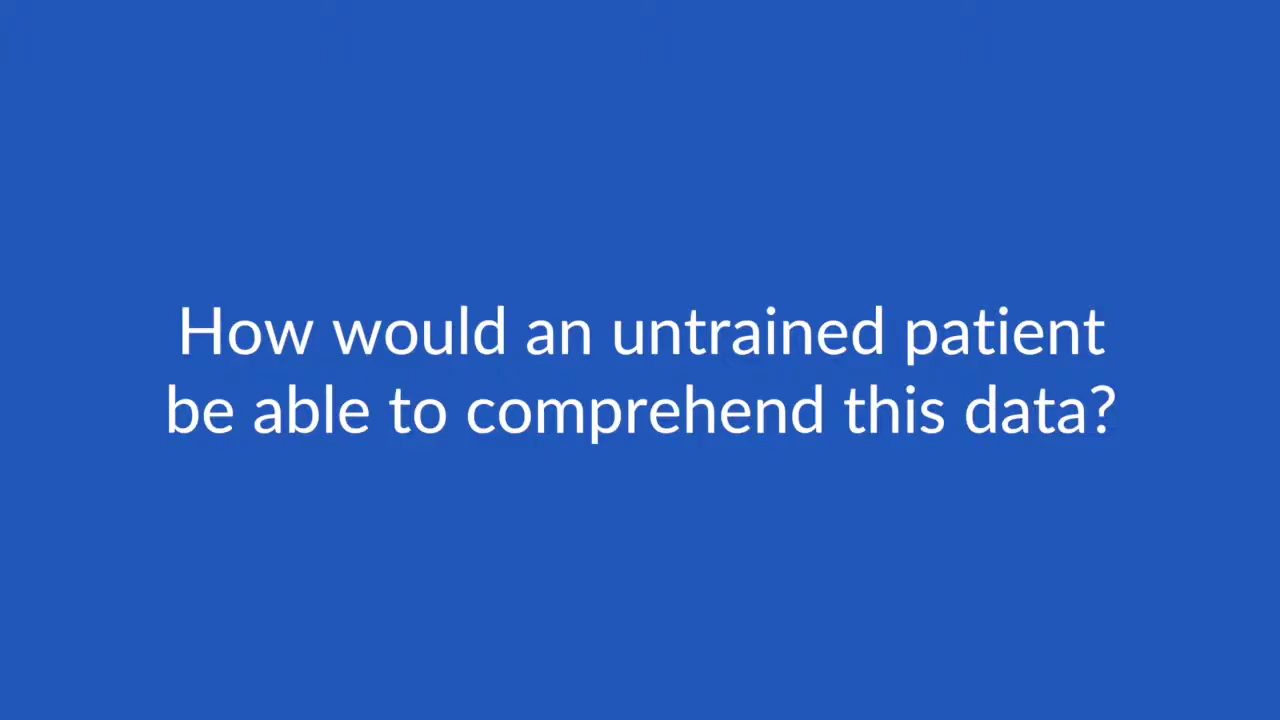 How would an untrained patient
be able to comprehend this data?